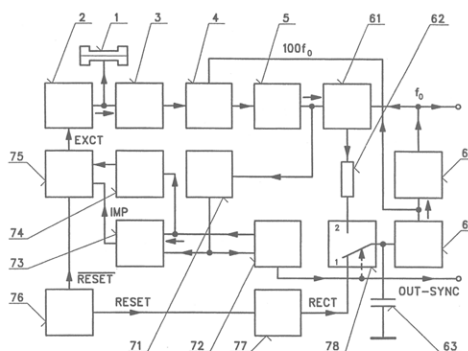 2
1
3
4
5
61
62
100f₀
f₀
EXCT
75
6
IMP
74
2
73
1
6
RESET
OUT-SYNC
RESET
RECT
76
71
72
77
78
63